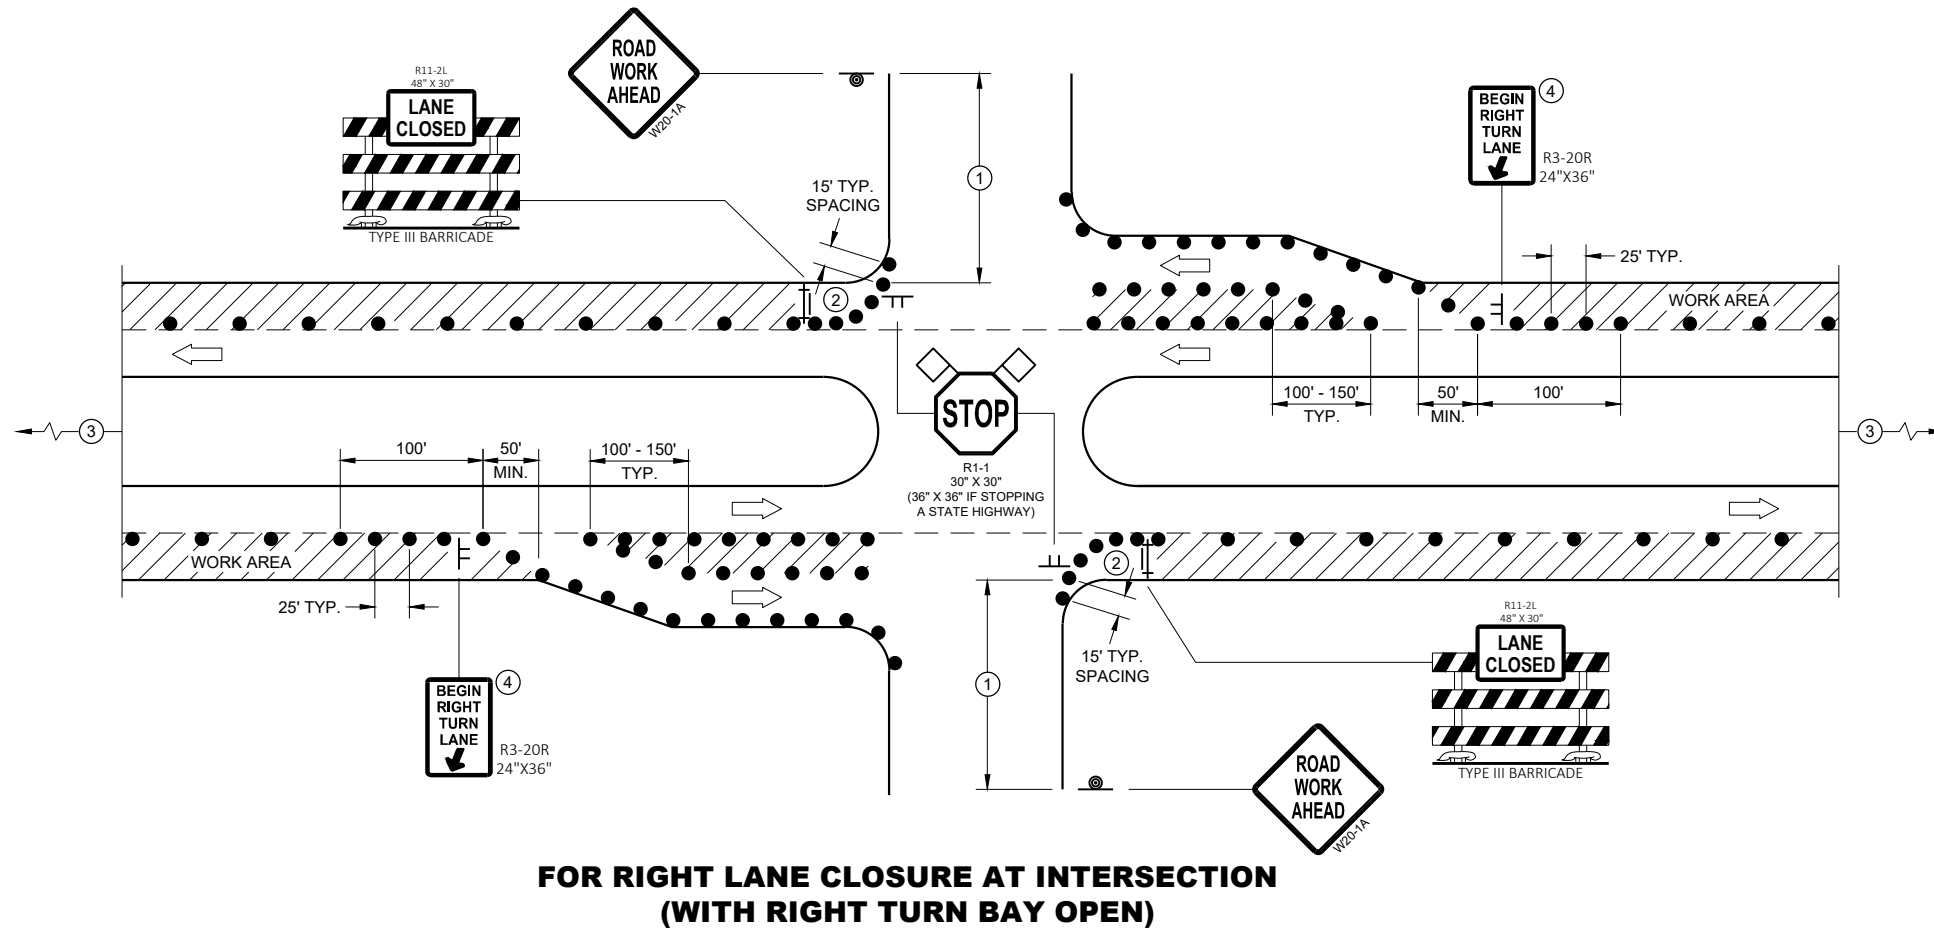 ROAD
WORK
AHEAD
W20-1A
R11-2L
48" X 30"
LANE
CLOSED
TYPE III BARRICADE
15' TYP.
SPACING
1
2
BEGIN
RIGHT
TURN
LANE
4
R3-20R
24"X36"
25' TYP.
WORK AREA
100' - 150'
TYP.
50'
MIN.
100'
3
3
STOP
R1-1
30" X 30"
(36" X 36" IF STOPPING
A STATE HIGHWAY)
100'
50'
MIN.
100' - 150'
TYP.
WORK AREA
25' TYP.
BEGIN
RIGHT
TURN
LANE
4
R3-20R
24"X36"
2
15' TYP.
SPACING
1
R11-2L
48" X 30"
LANE
CLOSED
TYPE III BARRICADE
ROAD
WORK
AHEAD
W20-1A
FOR RIGHT LANE CLOSURE AT INTERSECTION
(WITH RIGHT TURN BAY OPEN)